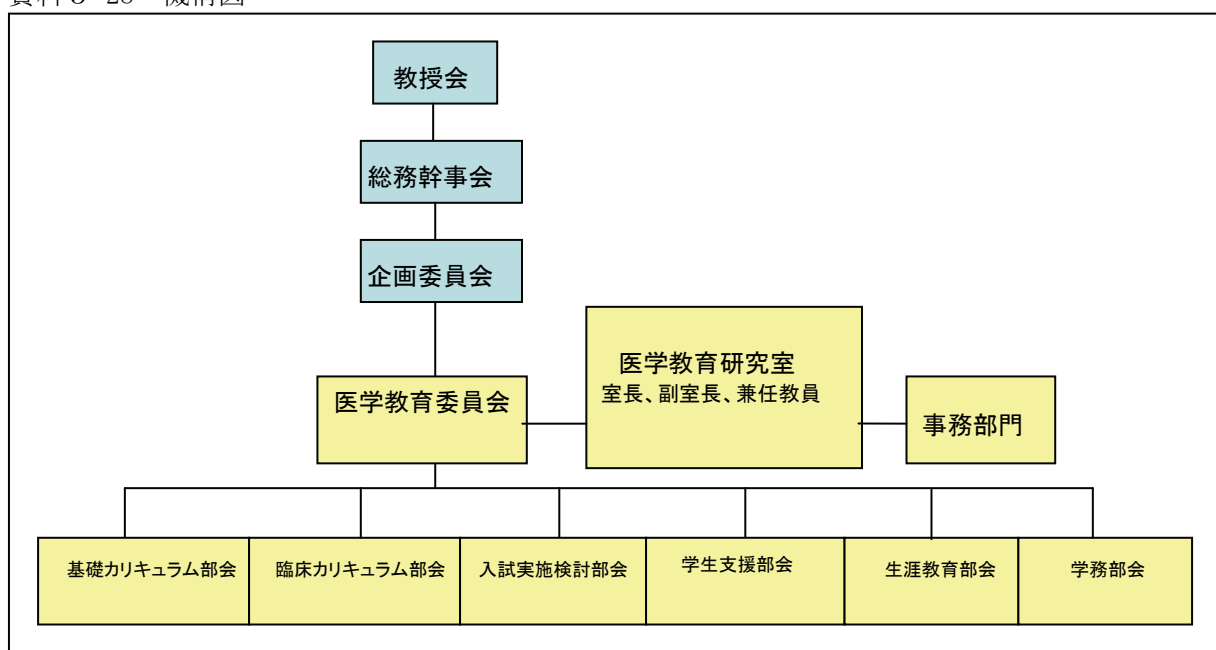 教授会
総務幹事会
企画委員会
医学教育委員会
医学教育研究室
室長、副室長、兼任教員
事務部門
基礎カリキュラム部会
臨床カリキュラム部会
入試実施検討部会
学生支援部会
生涯教育部会
学務部会